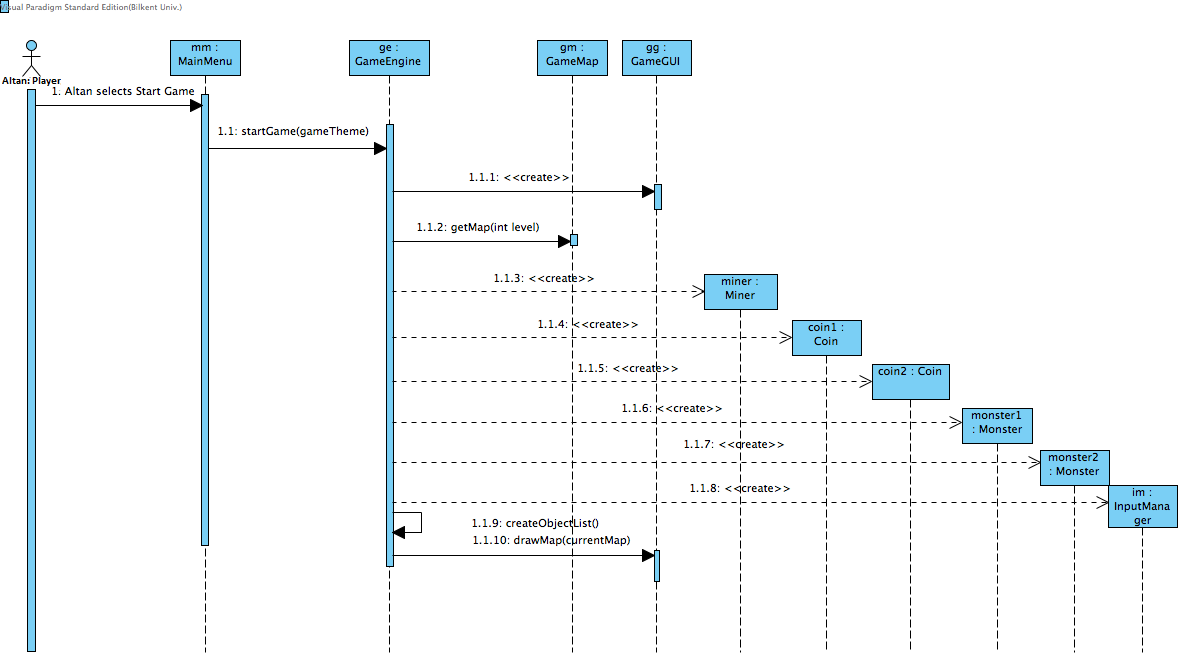 Visual Paradigm Standard Edition(Bilkent Univ.)
mm :
MainMenu
ge :
GameEngine
gm :
GameMap
gg :
GameGUI
Altan: Player
1: Altan selects Start Game
1.1: startGame(gameTheme)
1.1.1: <<create>>
1.1.2: getMap(int level)
1.1.3: <<create>>
miner :
Miner
1.1.4: <<create>>
coin1 :
Coin
1.1.5: <<create>>
coin2 : Coin
1.1.6: <<create>>
monster1
: Monster
1.1.7: <<create>>
monster2
: Monster
1.1.8: <<create>>
im :
InputMana
ger
1.1.9: createObjectList()
1.1.10: drawMap(currentMap)